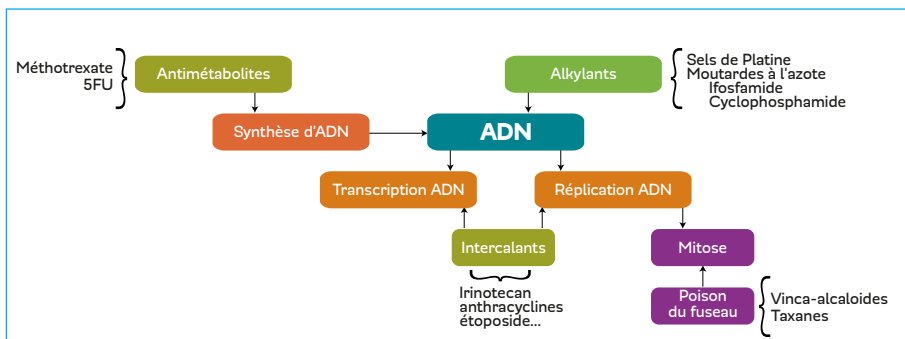 Méthotrexate
5FU
Antimétabolites
Alkylants
Sels de Platine
Moutardes à l'azote
Ifosfamide
Cyclophosphamide
Synthèse d'ADN
ADN
Transcription ADN
Réplication ADN
Intercalants
Mitose
Irinotecan
anthracyclines
étoposide...
Poison
du fuseau
Vinca-alcaloides
Taxanes